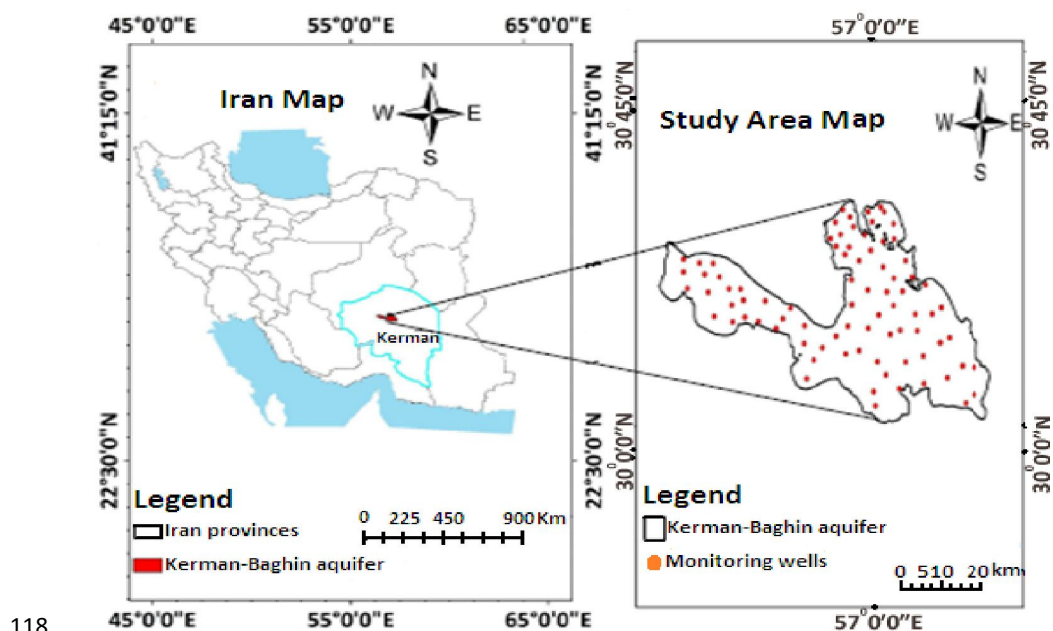 45°0'0"E 55°0'0"E 65°0'0"E
57°0'0"E
41°15'0"N
41°15'0"N
30°45'0"N
30°45'0"N
Iran Map
N
W E
S
Study Area Map
N
W E
S
Kerman
22°30'0"N
22°30'0"N
30°0'0"N
30°0'0"N
Legend
Iran provinces
Kerman-Baghin aquifer
0 225 450 900 Km
Legend
Kerman-Baghin aquifer
Monitoring wells
0 510 20 km
45°0'0"E 55°0'0"E 65°0'0"E
57°0'0"E
118